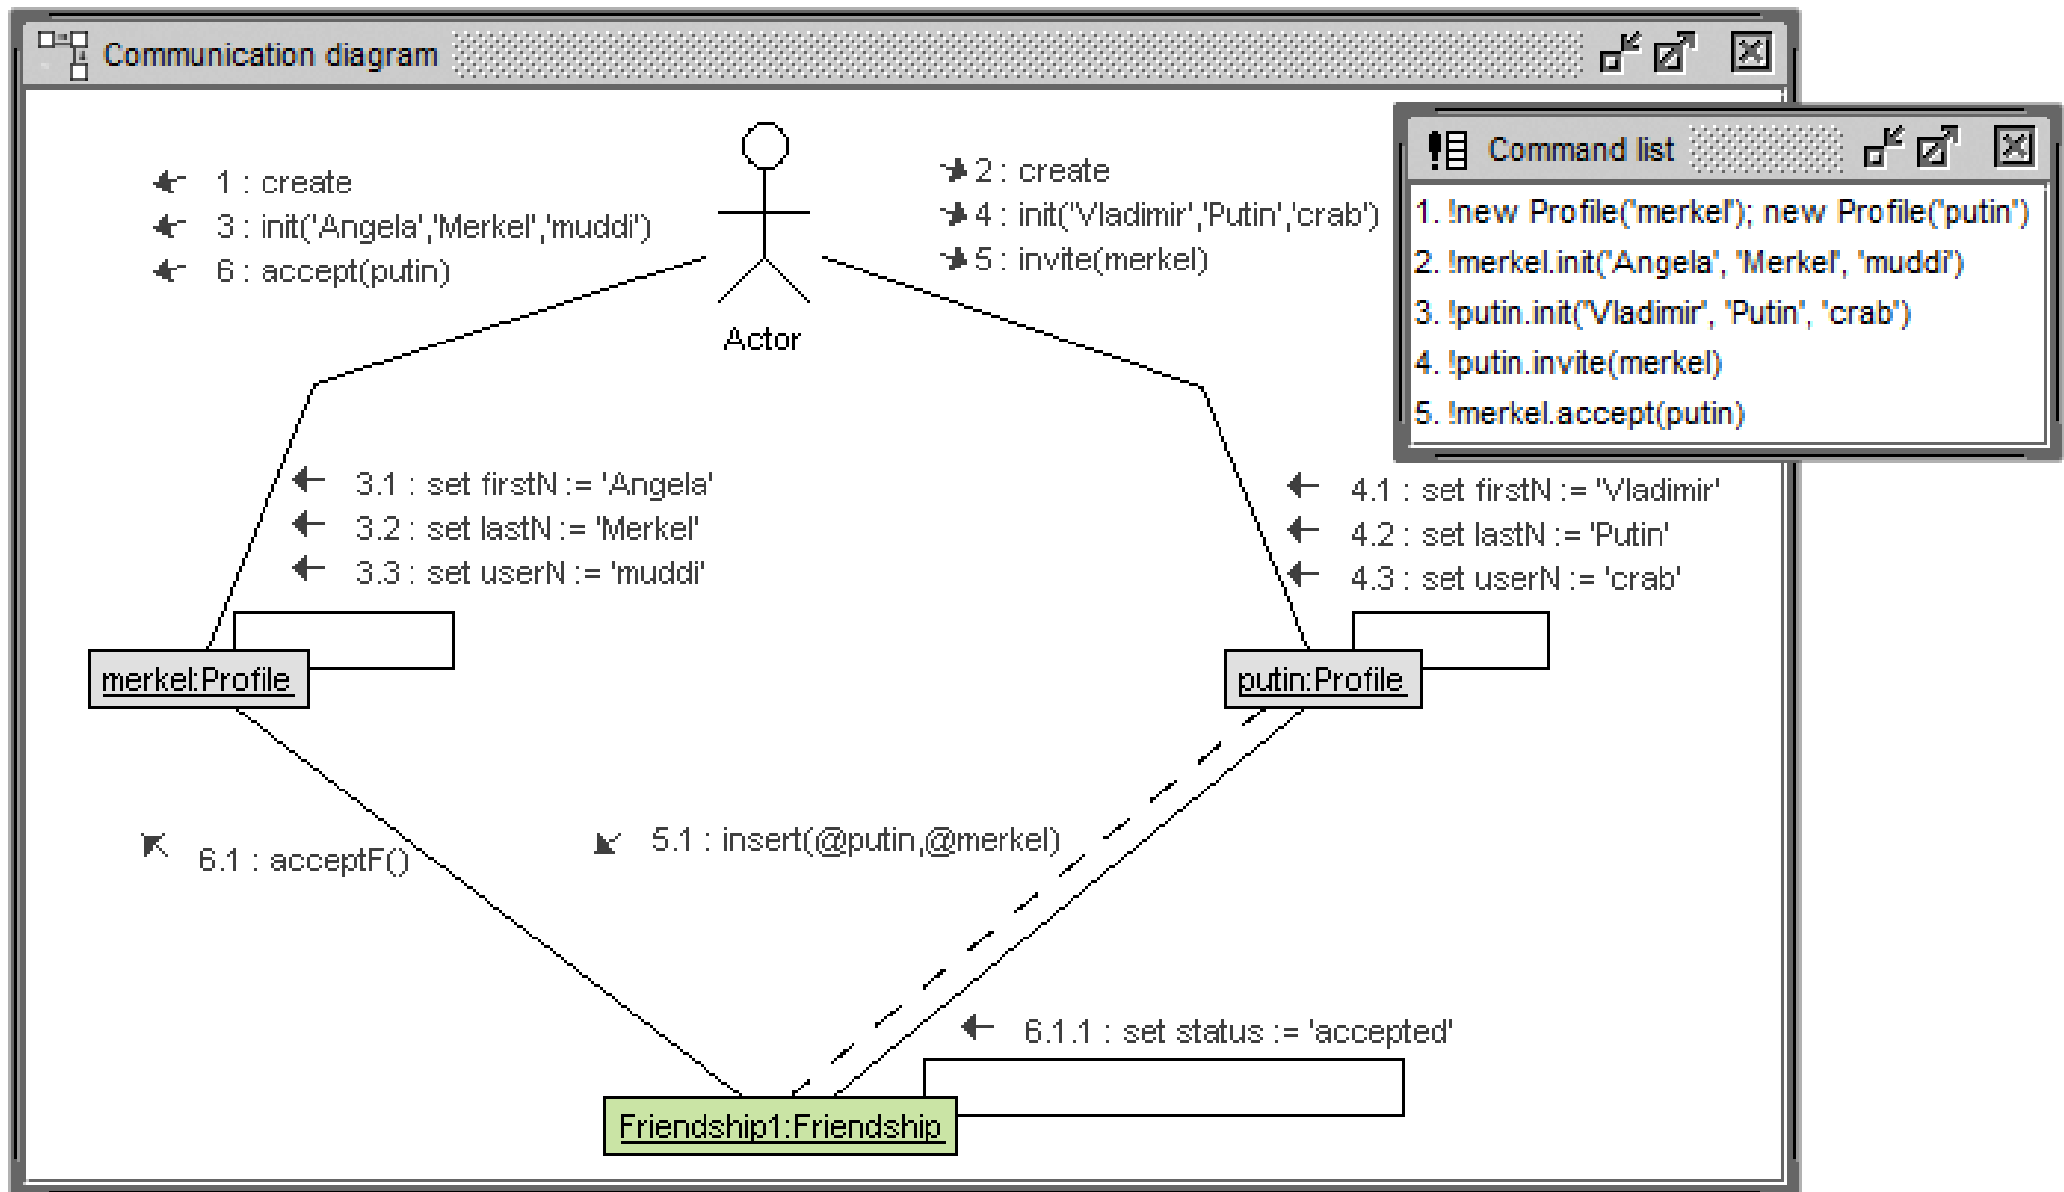 Communication diagram
1 : create
3 : init('Angela','Merkel','muddi')
6 : accept(putin)
2 : create
4 : init('Vladimir','Putin','crab')
5 : invite(merkel)
Actor
Command list
1. !new Profile('merkel'); new Profile('putin')
2. !merkel.init('Angela', 'Merkel', 'muddi')
3. !putin.init('Vladimir', 'Putin', 'crab')
4. !putin.invite(merkel)
5. !merkel.accept(putin)
3.1 : set firstN := 'Angela'
3.2 : set lastN := 'Merkel'
3.3 : set userN := 'muddi'
4.1 : set firstN := 'Vladimir'
4.2 : set lastN := 'Putin'
4.3 : set userN := 'crab'
merkel:Profile
putin:Profile
6.1 : acceptF()
5.1 : insert(@putin,@merkel)
6.1.1 : set status := 'accepted'
Friendship1:Friendship